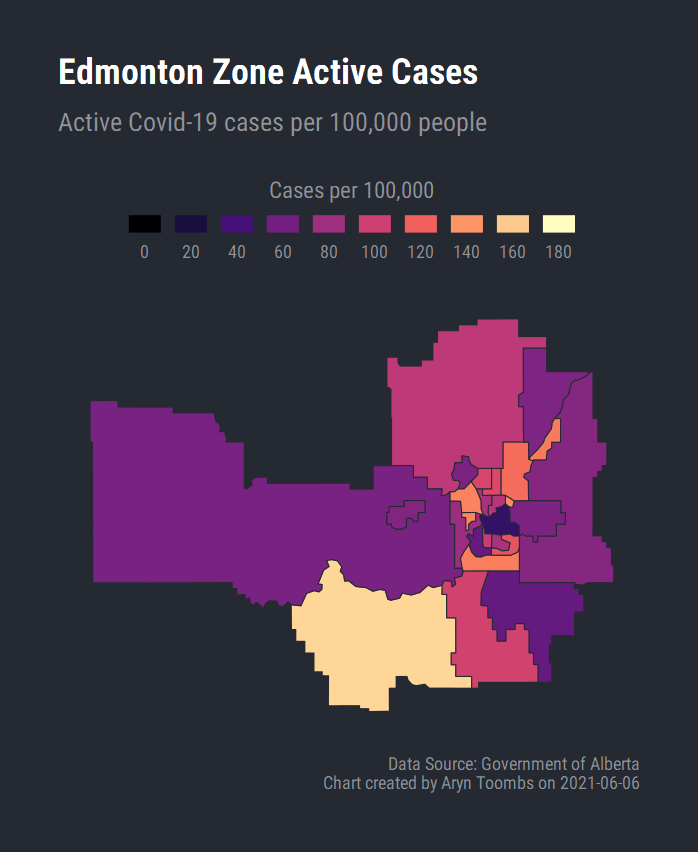 Edmonton Zone Active Cases
Active Covid-19 cases per 100,000 people
Cases per 100,000
0 20 40 60 80 100 120 140 160 180
Data Source: Government of Alberta
Chart created by Aryn Toombs on 2021-06-06